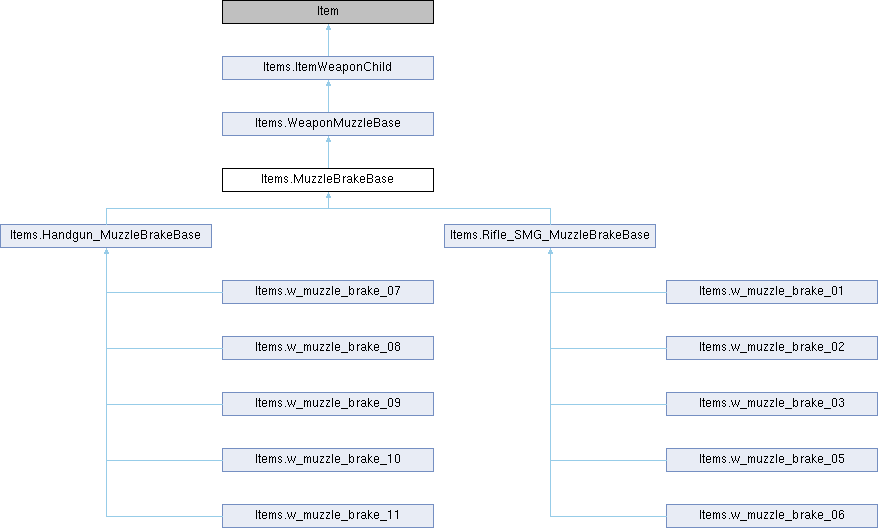 Item
Items.ItemWeaponChild
Items.WeaponMuzzleBase
Items.MuzzleBrakeBase
Items.Handgun_MuzzleBrakeBase
Items.Rifle_SMG_MuzzleBrakeBase
Items.w_muzzle_brake_07
Items.w_muzzle_brake_01
Items.w_muzzle_brake_08
Items.w_muzzle_brake_02
Items.w_muzzle_brake_09
Items.w_muzzle_brake_03
Items.w_muzzle_brake_10
Items.w_muzzle_brake_05
Items.w_muzzle_brake_11
Items.w_muzzle_brake_06